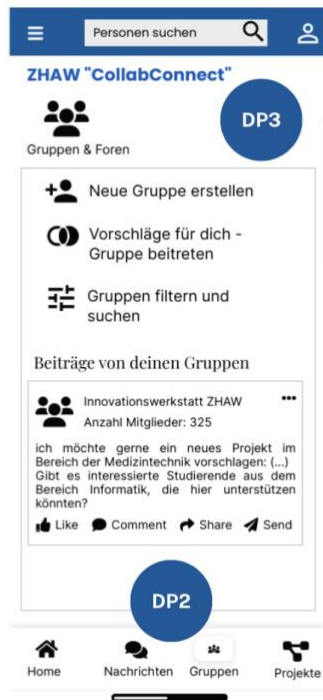 Personen suchen
ZHAW "CollabConnect"
DP3
Gruppen & Foren
Neue Gruppe erstellen
Vorschläge für dich -
Gruppe beitreten
Gruppen filtern und
suchen
Beiträge von deinen Gruppen
Innovationswerkstatt ZHAW
Anzahl Mitglieder: 325
ich möchte gerne ein neues Projekt im
Bereich der Medizintechnik vorschlagen: (...)
Gibt es interessierte Studierende aus dem
Bereich Informatik, die hier unterstützen
könnten?
Like Comment Share Send
DP2
Home Nachrichten Gruppen Projekte